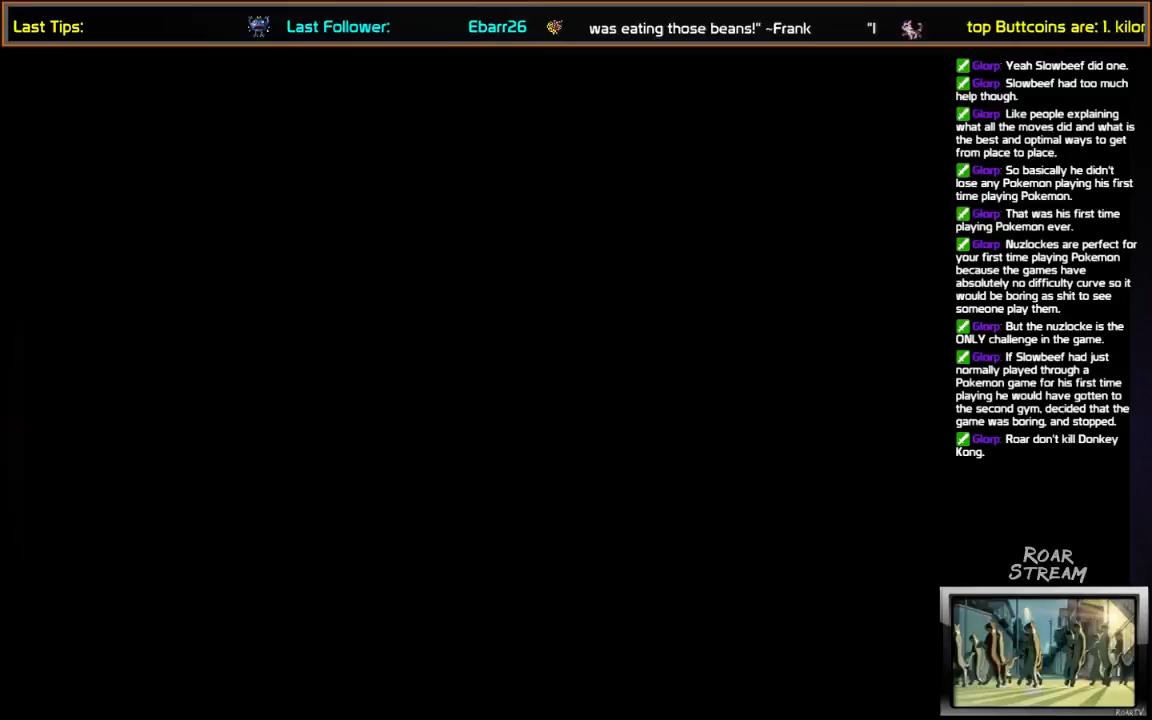 Last Tips:
Last Follower:
Ebarr26
was eating those beans!" ~Frank
"I
top Buttcoins are: 1. kilor
Glorp: Yeah Slowbeef did one.
Glorp: Slowbeef had too much
help though.
Glorp: Like people explaining
what all the moves did and what is
the best and optimal ways to get
from place to place.
Glorp: So basically he didn't
lose any Pokemon playing his first
time playing Pokemon.
Glorp: That was his first time
playing Pokemon ever.
Glorp: Nuzlockes are perfect for
your first time playing Pokemon
because the games have
absolutely no difficulty curve so it
would be boring as shit to see
someone play them.
Glorp: But the nuzlocke is the
ONLY challenge in the game.
Glorp: If Slowbeef had just
normally played through a
Pokemon game for his first time
playing he would have gotten to
the second gym, decided that the
game was boring, and stopped.
Glorp: Roar don't kill Donkey
Kong.
ROAR
STREAM
ROARTV